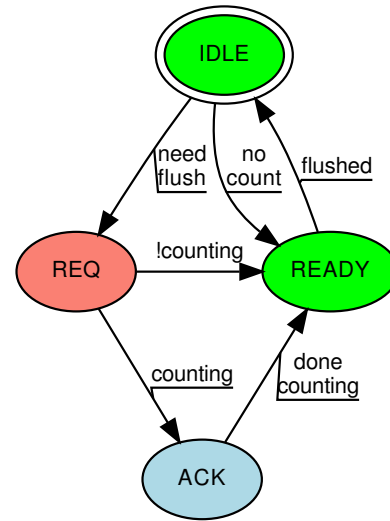 IDLE
need
flush
no
count
flushed
REQ
!counting
READY
counting
done
counting
ACK